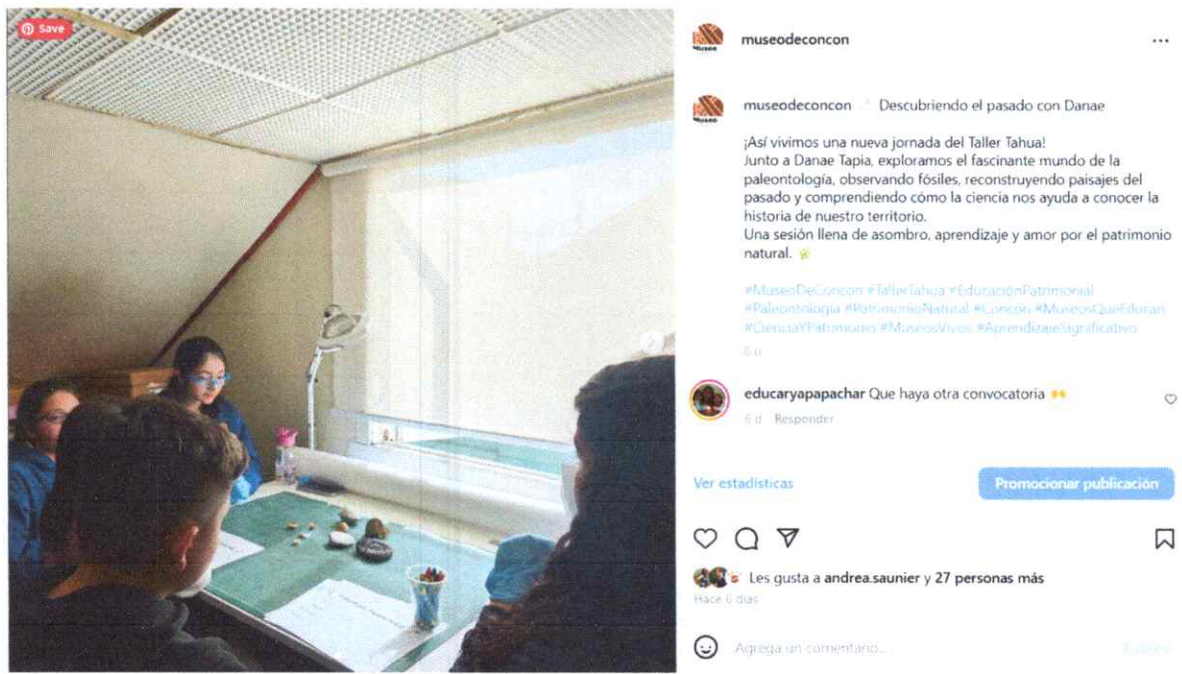 Save
museodeconcon
museodeconcon Descubriendo el pasado con Danae
¡Así vivimos una nueva jornada del Taller Tahua!
Junto a Danae Tapia, exploramos el fascinante mundo de la
paleontología, observando fósiles, reconstruyendo paisajes del
pasado y comprendiendo cómo la ciencia nos ayuda a conocer la
historia de nuestro territorio.
Una sesión llena de asombro, aprendizaje y amor por el patrimonio
natural.
#MuseoDeConcon #TallerTahua #EducaciónPatrimonial
#Paleontología #PatrimonioNatural #Concón #MuseosQueEducan
#CienciaYPatrimonio #MuseosVivos #AprendizajeSignificativo
6 d
educaryapapachar Que haya otra convocatoria
6 d Responder
Ver estadísticas
Promocionar publicación
Les gusta a andrea.saunier y 27 personas más
Hace 6 días
Agrega un comentario...
Publicar